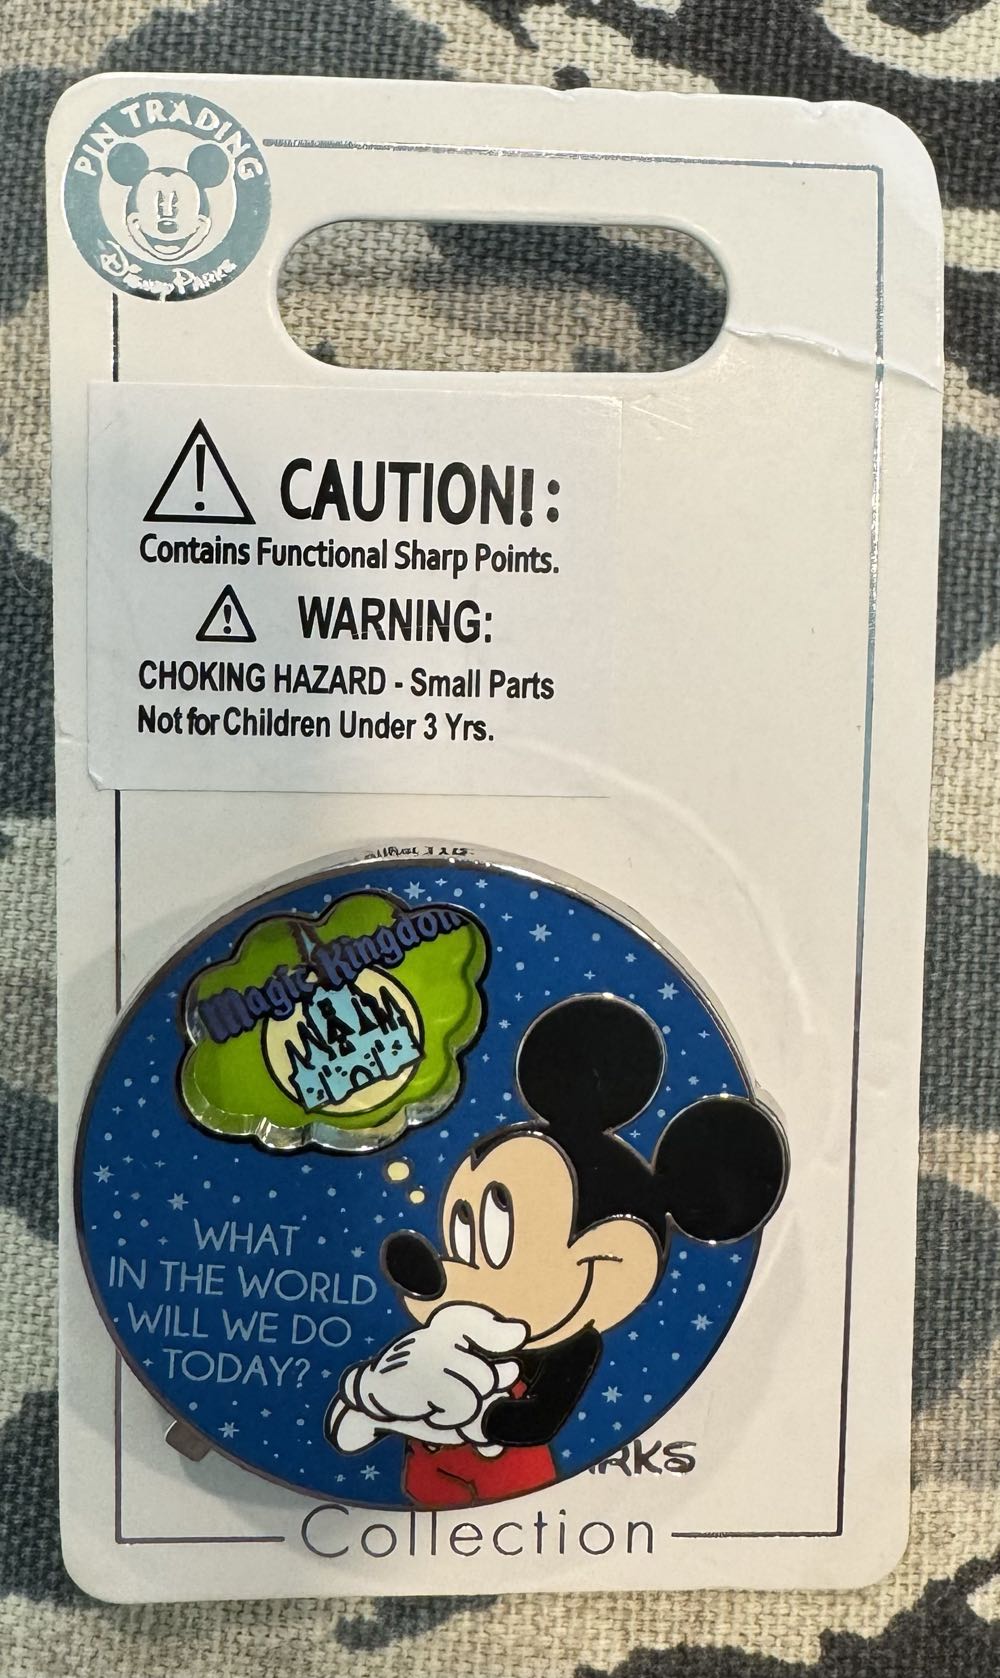 PIN TRADING
Disney Parks
CAUTION!:
Contains Functional Sharp Points.
WARNING:
CHOKING HAZARD - Small Parts
Not for Children Under 3 Yrs.
Magic Kingdom
WHAT
IN THE WORLD
WILL WE DO
TODAY?
RKS
Collection